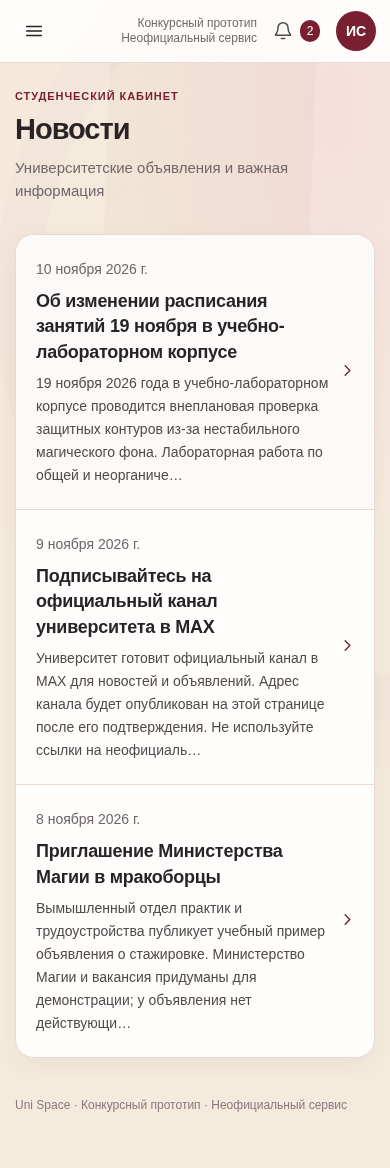 Конкурсный прототип
Неофициальный сервис
2
ИС
СТУДЕНЧЕСКИЙ КАБИНЕТ
Новости
Университетские объявления и важная
информация
10 ноября 2026 г.
Об изменении расписания
занятий 19 ноября в учебно-
лабораторном корпусе
19 ноября 2026 года в учебно-лабораторном
корпусе проводится внеплановая проверка
защитных контуров из-за нестабильного
магического фона. Лабораторная работа по
общей и неорганиче…
9 ноября 2026 г.
Подписывайтесь на
официальный канал
университета в MAX
Университет готовит официальный канал в
MAX для новостей и объявлений. Адрес
канала будет опубликован на этой странице
после его подтверждения. Не используйте
ссылки на неофициаль…
8 ноября 2026 г.
Приглашение Министерства
Магии в мракоборцы
Вымышленный отдел практик и
трудоустройства публикует учебный пример
объявления о стажировке. Министерство
Магии и вакансия придуманы для
демонстрации; у объявления нет
действующи…
Uni Space · Конкурсный прототип · Неофициальный сервис